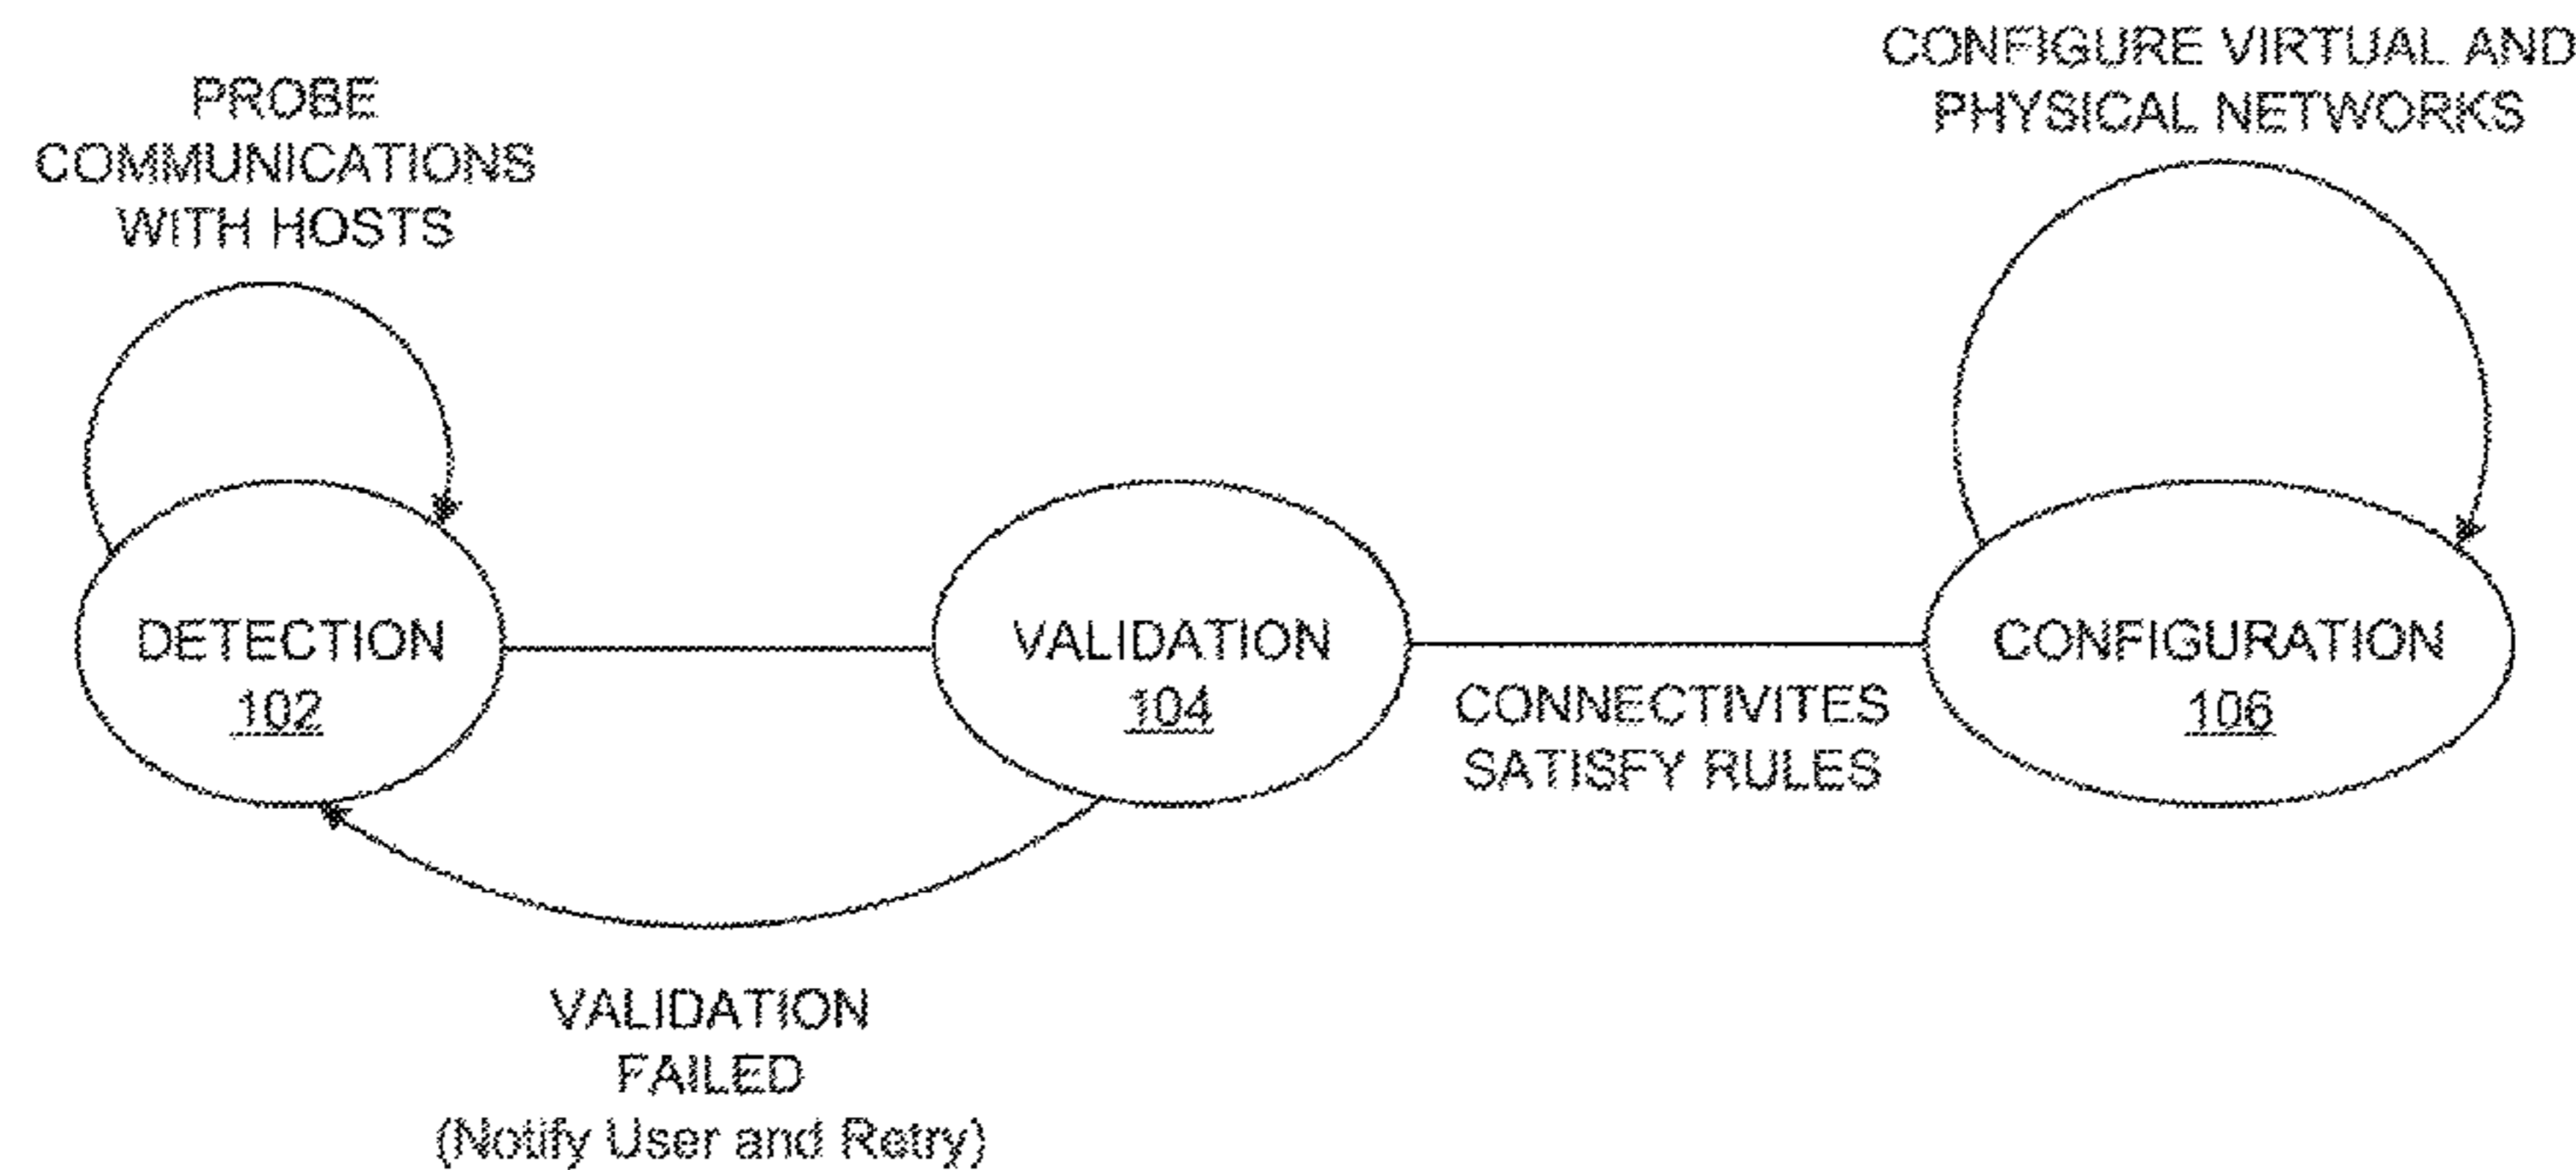 PROBE
COMMUNICATIONS
WITH HOSTS
CONFIGURE VIRTUAL AND
PHYSICAL NETWORKS
DETECTION
102
VALIDATION
104
CONNECTIVITES
SATISFY RULES
CONFIGURATION
106
VALIDATION
FAILED
(Notify User and Retry)